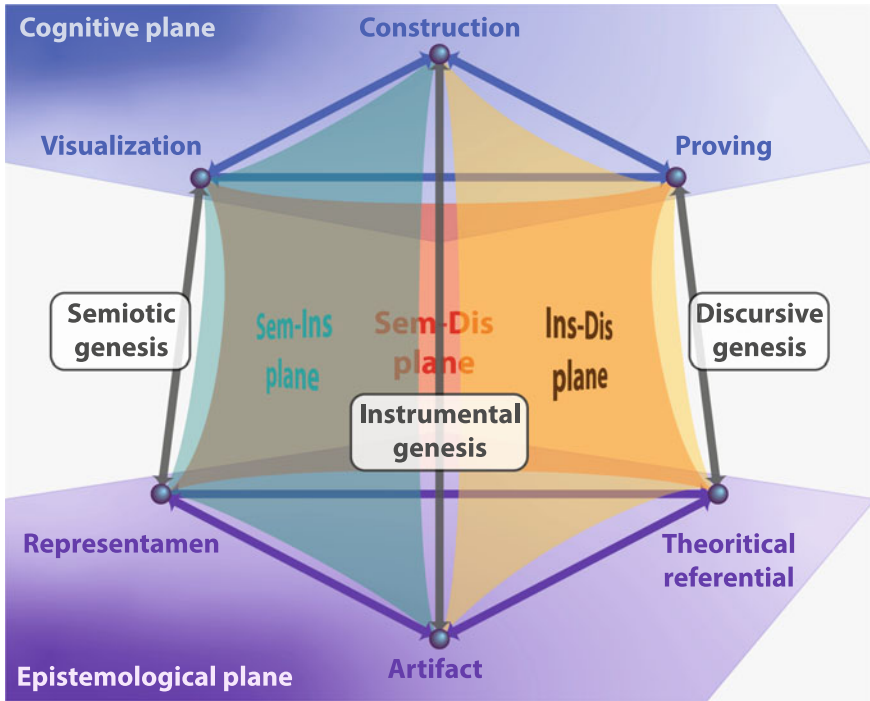 Cognitive plane
Construction
Visualization
Proving
Semiotic
genesis
Sem-Ins
plane
Sem-Dis
plane
Ins-Dis
plane
Discursive
genesis
Instrumental
genesis
Representamen
Theoritical
referential
Artifact
Epistemological plane